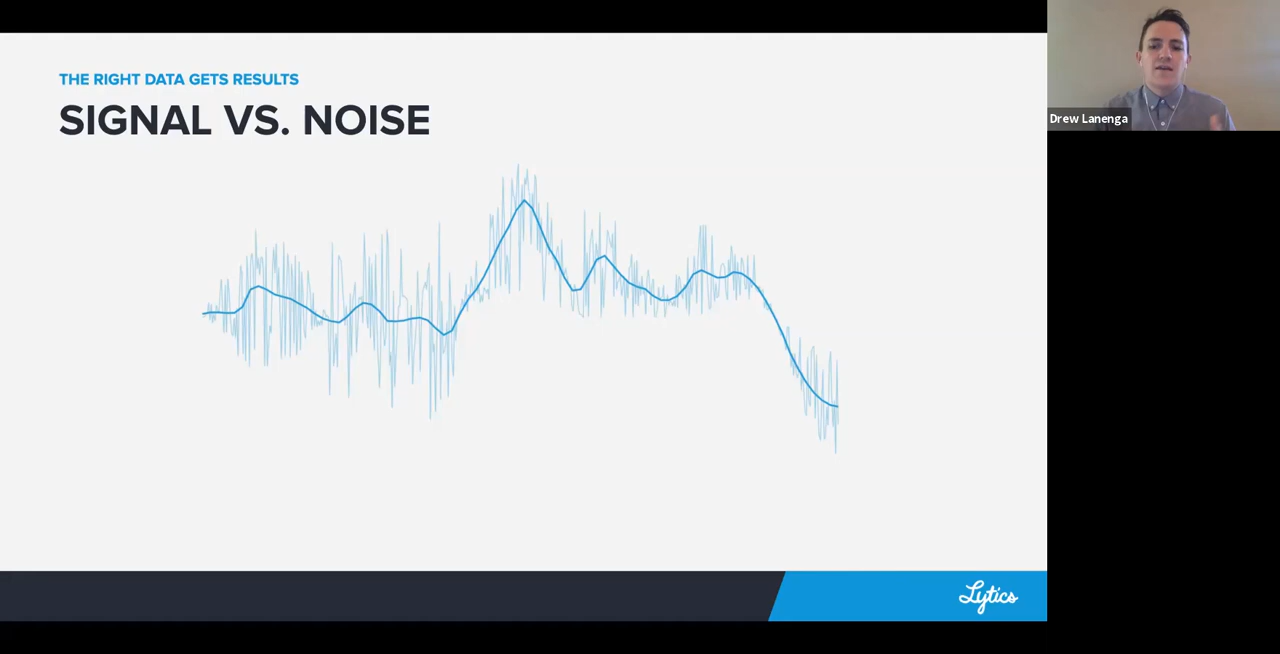 THE RIGHT DATA GETS RESULTS
SIGNAL VS. NOISE
Drew Lanenga
Lytics